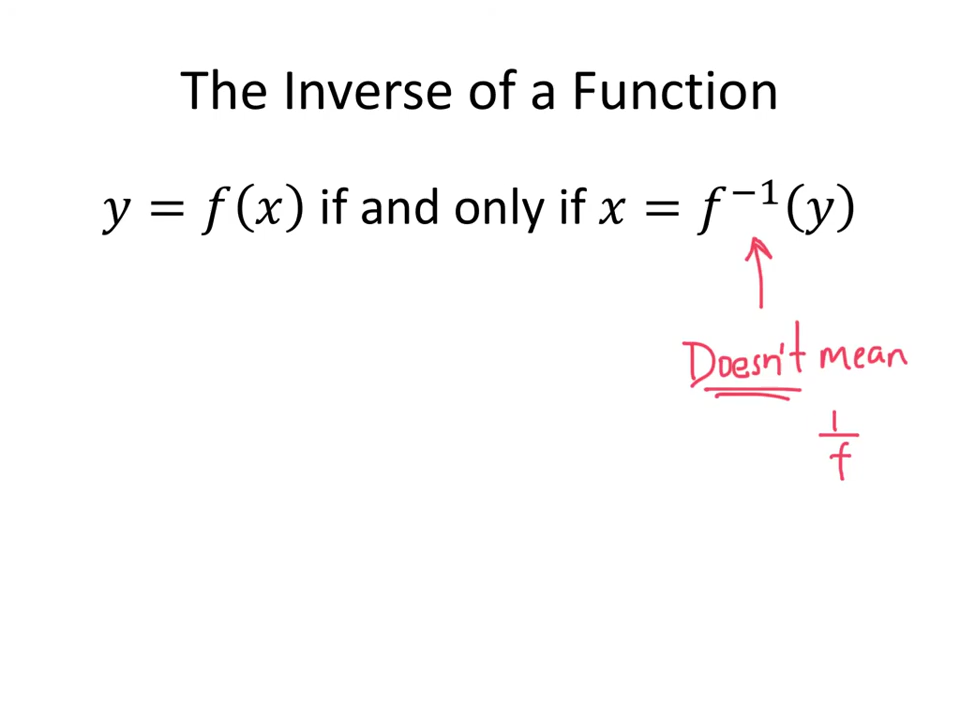 The Inverse of a Function
y = f(x) if and only if x = f⁻¹(y)
Doesn't mean
1/f